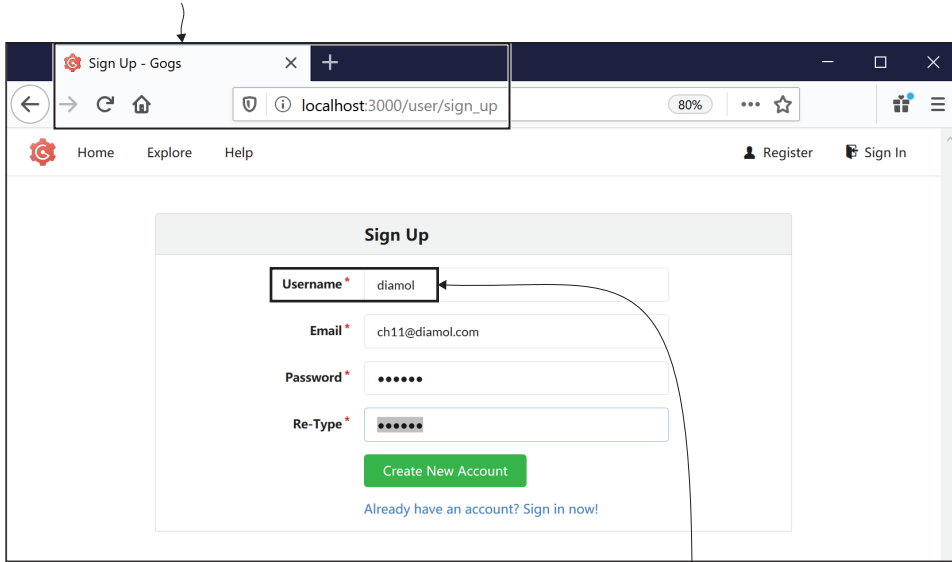 Sign Up - Gogs
localhost:3000/user/sign_up 80%
Home Explore Help Register Sign In
Sign Up
Username * diamol
Email * ch11@diamol.com
Password * ●●●●●●
Re-Type * ●●●●●●
Create New Account
Already have an account? Sign in now!